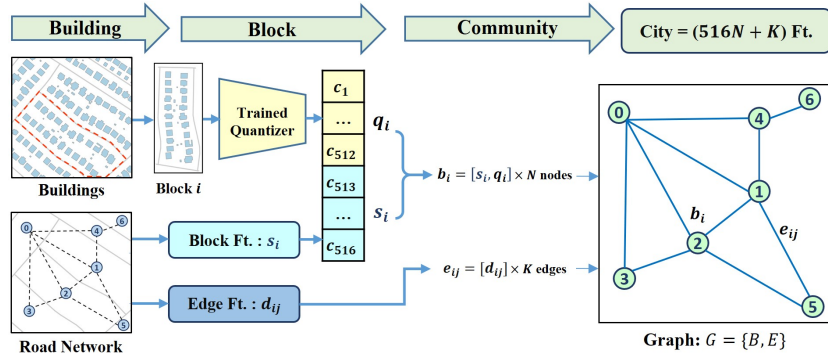 Building
Block
Community
City = (516N + K) Ft.
Buildings
Block i
Trained
Quantizer
c₁
...
c₅₁₂
c₅₁₃
...
c₅₁₆
qᵢ
sᵢ
bᵢ = [sᵢ, qᵢ] × N nodes
Block Ft. : sᵢ
Edge Ft. : dᵢⱼ
eᵢⱼ = [dᵢⱼ] × K edges
0
4
6
1
2
3
5
Road Network
0
4
6
1
bᵢ
eᵢⱼ
2
3
5
Graph: G = {B, E}